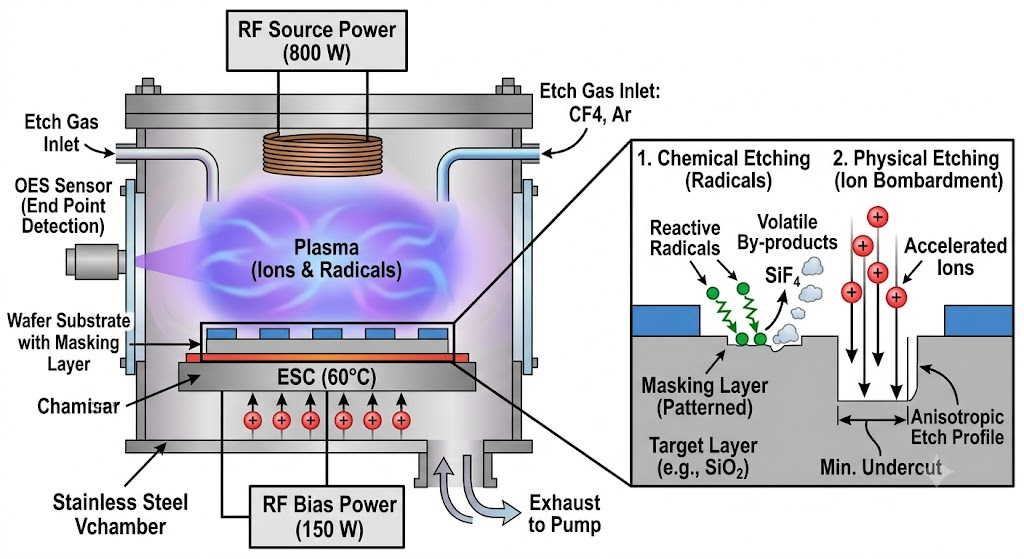 RF Source Power
(800 W)
Etch Gas
Inlet
Etch Gas Inlet:
CF4, Ar
OES Sensor
(End Point
Detection)
Plasma
(Ions & Radicals)
Wafer Substrate
with Masking
Layer
ESC (60°C)
Chamisar
Stainless Steel
Vchamber
RF Bias Power
(150 W)
Exhaust
to Pump
+ + + + + +
1. Chemical Etching
(Radicals)
2. Physical Etching
(Ion Bombardment)
Reactive
Radicals
Volatile
By-products
SiF₄
+
+
+
+ +
Accelerated
Ions
Masking Layer
(Patterned)
Target Layer
(e.g., SiO₂)
Anisotropic
Etch Profile
Min. Undercut